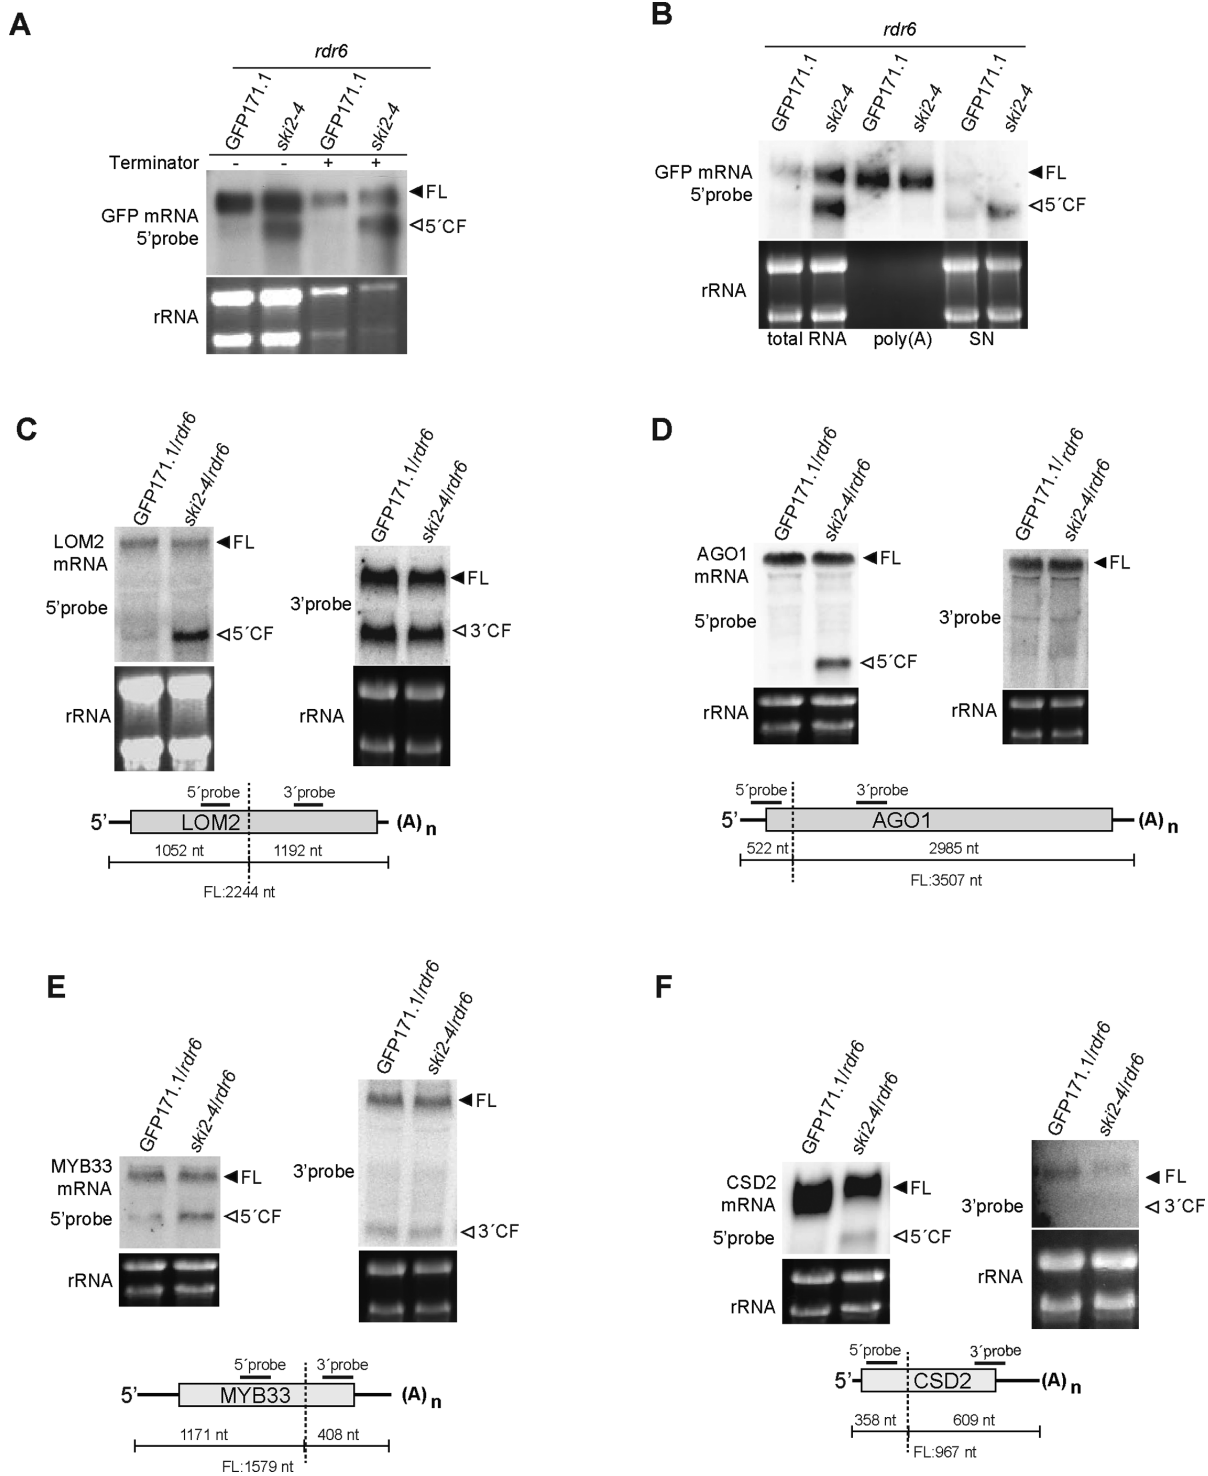 A
rdr6
GFP171.1
ski2-4
GFP171.1
ski2-4
Terminator - - + +
GFP mRNA
5'probe
◀FL
◁5´CF
rRNA
B
rdr6
GFP171.1
ski2-4
GFP171.1
ski2-4
GFP171.1
ski2-4
GFP mRNA
5'probe
◀FL
◁5´CF
rRNA
total RNA poly(A) SN
C
GFP171.1/rdr6
ski2-4/rdr6
LOM2
mRNA
5'probe
◀FL
◁5´CF
rRNA
GFP171.1/rdr6
ski2-4/rdr6
3'probe
◀FL
◁3´CF
rRNA
5´probe 3´probe
5' LOM2 (A)n
1052 nt 1192 nt
FL:2244 nt
D
GFP171.1/rdr6
ski2-4/rdr6
AGO1
mRNA
5'probe
◀FL
◁5´CF
rRNA
GFP171.1/rdr6
ski2-4/rdr6
3'probe
◀FL
rRNA
5´probe 3´probe
5' AGO1 (A)n
522 nt 2985 nt
FL:3507 nt
E
GFP171.1/rdr6
ski2-4/rdr6
MYB33
mRNA
5'probe
◀FL
◁5´CF
rRNA
GFP171.1/rdr6
ski2-4/rdr6
3'probe
◀FL
◁3´CF
5´probe 3´probe
5' MYB33 (A)n
1171 nt 408 nt
FL:1579 nt
F
GFP171.1/rdr6
ski2-4/rdr6
CSD2
mRNA
5'probe
◀FL
◁5´CF
rRNA
GFP171.1/rdr6
ski2-4/rdr6
3'probe
◀FL
◁3´CF
rRNA
5´probe 3´probe
5' CSD2 (A)n
358 nt 609 nt
FL:967 nt